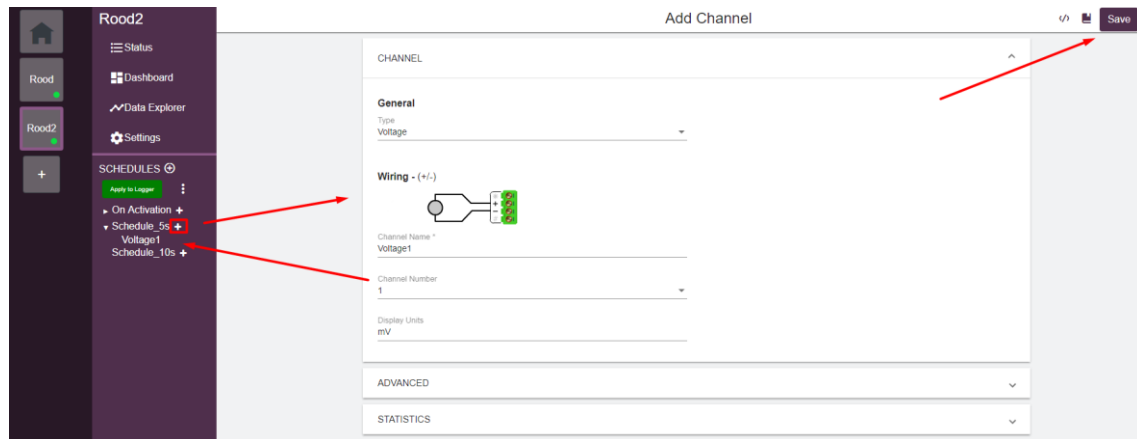 Rood2
Add Channel
Save
Status
Rood
Dashboard
Data Explorer
Rood2
Settings
+
SCHEDULES
Apply to Logger
On Activation +
Schedule_5s +
Voltage1
Schedule_10s +
CHANNEL
General
Type
Voltage
Wiring - (+/-)
Channel Name *
Voltage1
Channel Number
1
Display Units
mV
ADVANCED
STATISTICS